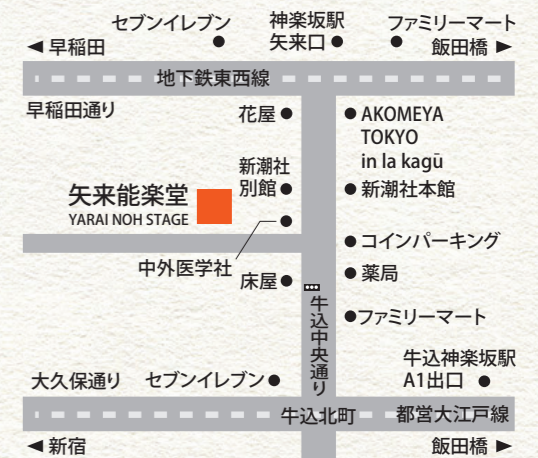 セブンイレブン
神楽坂駅
矢来口
ファミリーマート
◀ 早稲田
飯田橋 ▶
地下鉄東西線
早稲田通り
花屋
AKOMEYA
TOKYO
in la kagū
新潮社
別館
新潮社本館
矢来能楽堂
YARAI NOH STAGE
コインパーキング
中外医学社
床屋
薬局
牛込中央通り
ファミリーマート
大久保通り
セブンイレブン
牛込神楽坂駅
A1出口
牛込北町
都営大江戸線
◀ 新宿
飯田橋 ▶